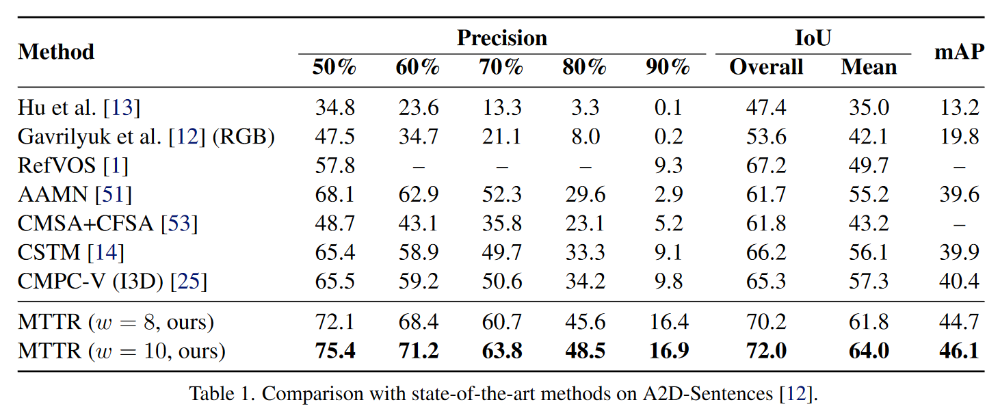 Method Precision IoU mAP
50% 60% 70% 80% 90% Overall Mean
Hu et al. [13] 34.8 23.6 13.3 3.3 0.1 47.4 35.0 13.2
Gavrilyuk et al. [12] (RGB) 47.5 34.7 21.1 8.0 0.2 53.6 42.1 19.8
RefVOS [1] 57.8 – – – 9.3 67.2 49.7 –
AAMN [51] 68.1 62.9 52.3 29.6 2.9 61.7 55.2 39.6
CMSA+CFSA [53] 48.7 43.1 35.8 23.1 5.2 61.8 43.2 –
CSTM [14] 65.4 58.9 49.7 33.3 9.1 66.2 56.1 39.9
CMPC-V (I3D) [25] 65.5 59.2 50.6 34.2 9.8 65.3 57.3 40.4
MTTR (w = 8, ours) 72.1 68.4 60.7 45.6 16.4 70.2 61.8 44.7
MTTR (w = 10, ours) 75.4 71.2 63.8 48.5 16.9 72.0 64.0 46.1
Table 1. Comparison with state-of-the-art methods on A2D-Sentences [12].